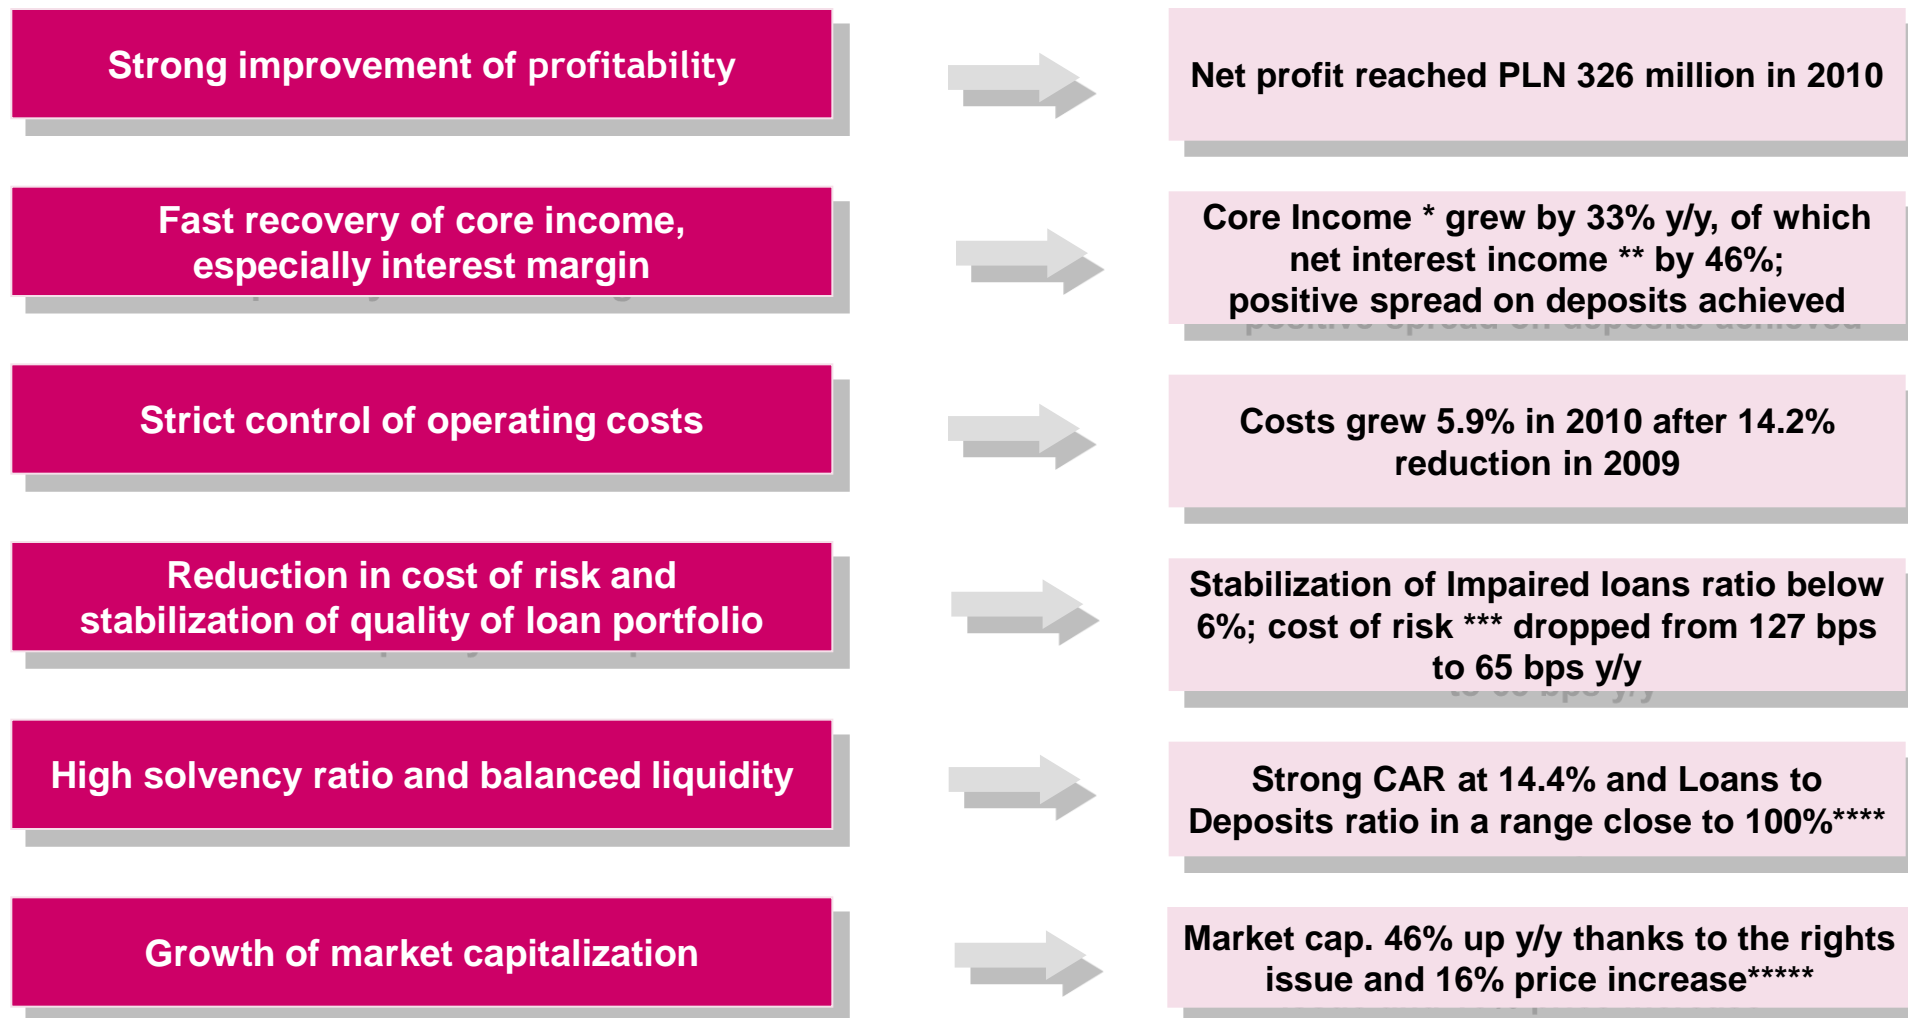 Strong improvement of profitability
Net profit reached PLN 326 million in 2010
Fast recovery of core income,
especially interest margin
Core Income * grew by 33% y/y, of which
net interest income ** by 46%;
positive spread on deposits achieved
Strict control of operating costs
Costs grew 5.9% in 2010 after 14.2%
reduction in 2009
Reduction in cost of risk and
stabilization of quality of loan portfolio
Stabilization of Impaired loans ratio below
6%; cost of risk *** dropped from 127 bps
to 65 bps y/y
High solvency ratio and balanced liquidity
Strong CAR at 14.4% and Loans to
Deposits ratio in a range close to 100%****
Growth of market capitalization
Market cap. 46% up y/y thanks to the rights
issue and 16% price increase*****